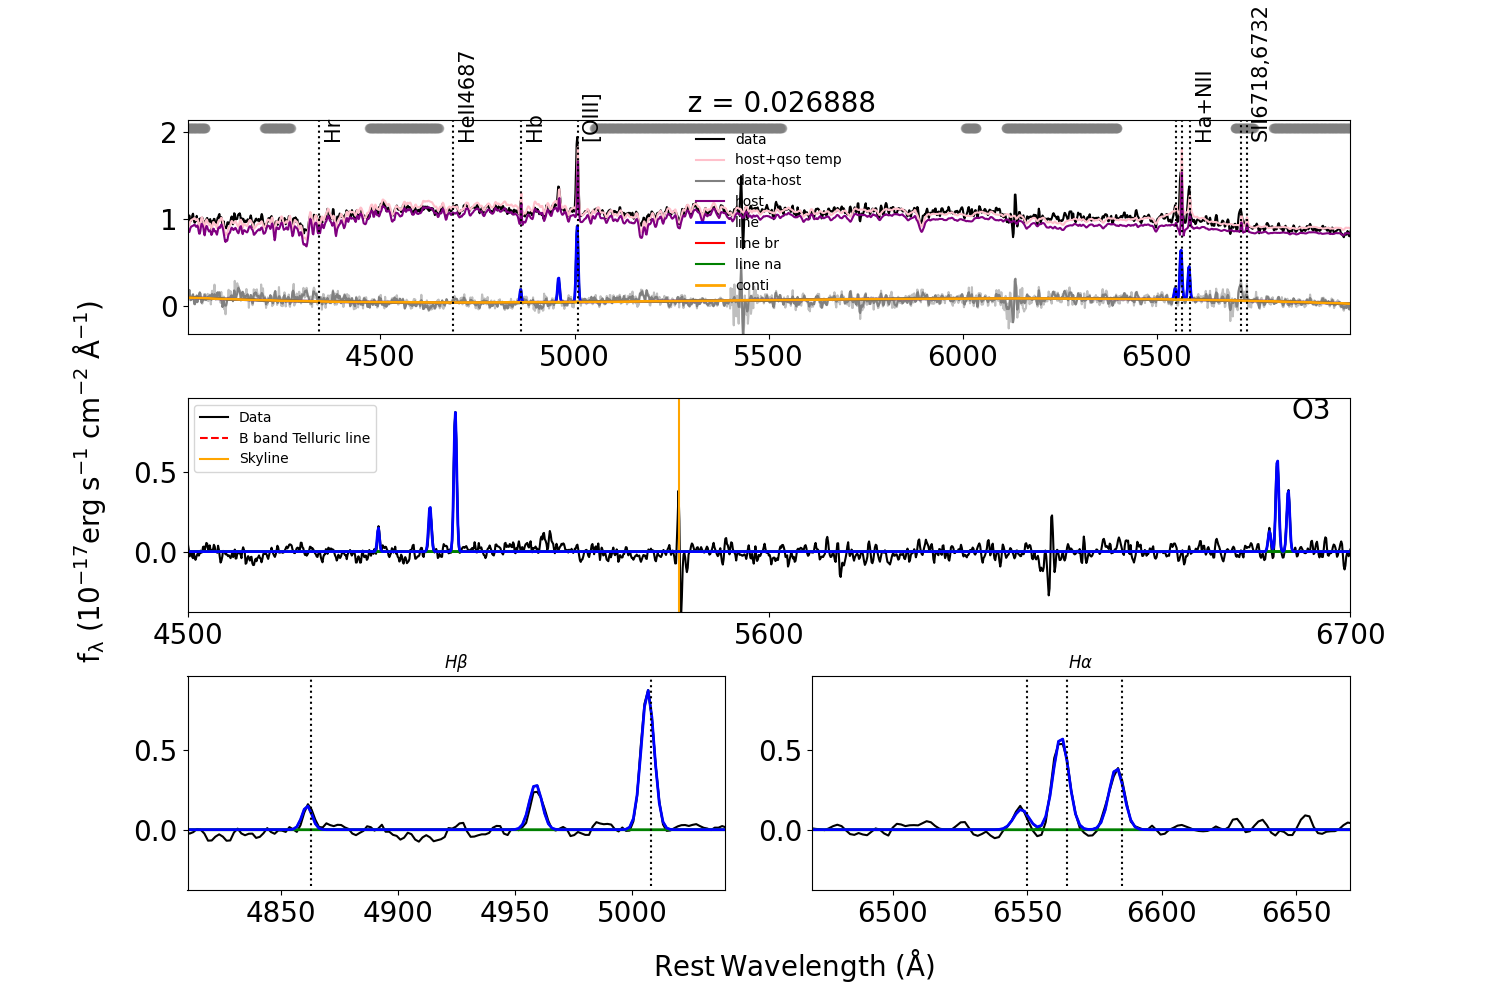 z = 0.026888
Hr
HeII4687
Hb
[OIII]
Ha+NII
SII6718,6732
data
host+qso temp
data-host
host
line
line br
line na
conti
2
1
0
4500
5000
5500
6000
6500
fλ (10⁻¹⁷erg s⁻¹ cm⁻² Å⁻¹)
O3
Data
B band Telluric line
Skyline
0.5
0.0
4500
5600
6700
Hβ
0.5
0.0
4850
4900
4950
5000
Hα
0.5
0.0
6500
6550
6600
6650
Rest Wavelength (Å)